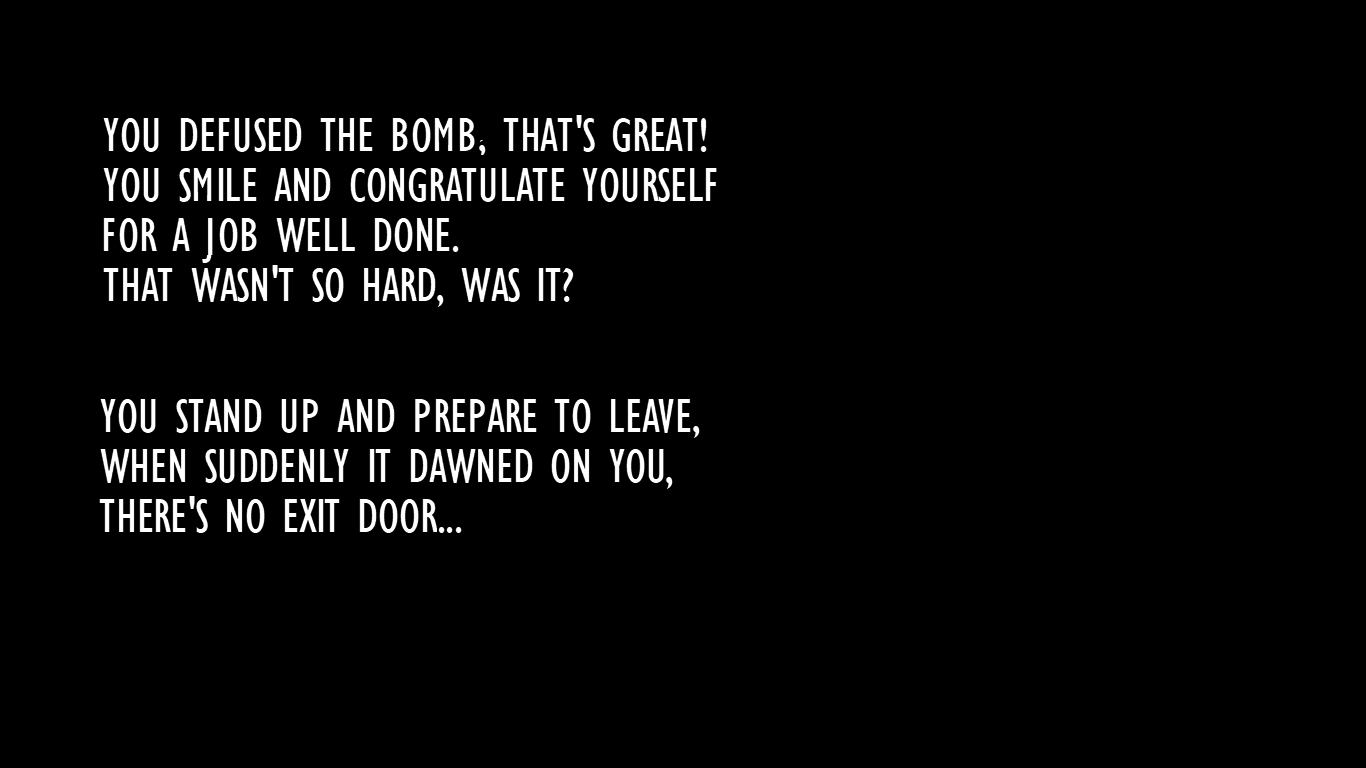 YOU DEFUSED THE BOMB, THAT'S GREAT!
YOU SMILE AND CONGRATULATE YOURSELF
FOR A JOB WELL DONE.
THAT WASN'T SO HARD, WAS IT?
YOU STAND UP AND PREPARE TO LEAVE,
WHEN SUDDENLY IT DAWNED ON YOU,
THERE'S NO EXIT DOOR...